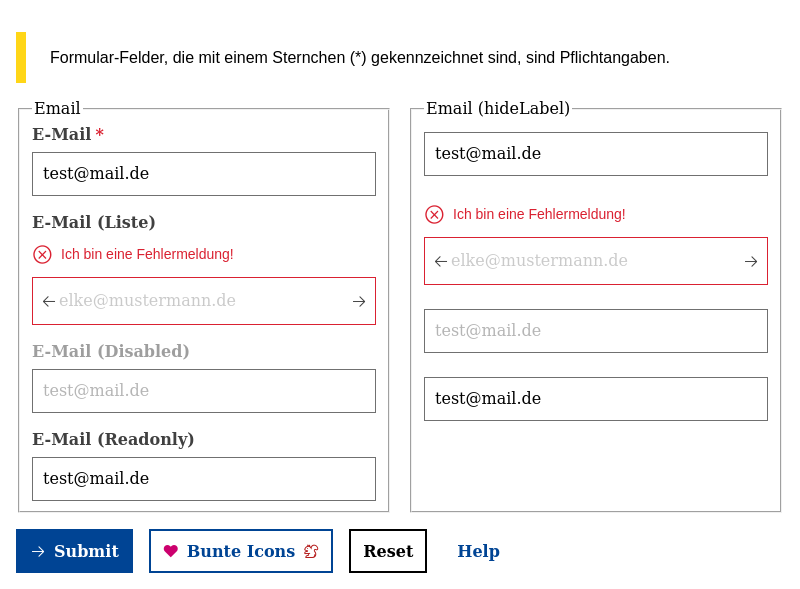 Formular-Felder, die mit einem Sternchen (*) gekennzeichnet sind, sind Pflichtangaben.
Email
E-Mail *
test@mail.de
E-Mail (Liste)
Ich bin eine Fehlermeldung!
elke@mustermann.de
E-Mail (Disabled)
test@mail.de
E-Mail (Readonly)
test@mail.de
Email (hideLabel)
test@mail.de
Ich bin eine Fehlermeldung!
elke@mustermann.de
test@mail.de
test@mail.de
Submit
Bunte Icons
Reset
Help